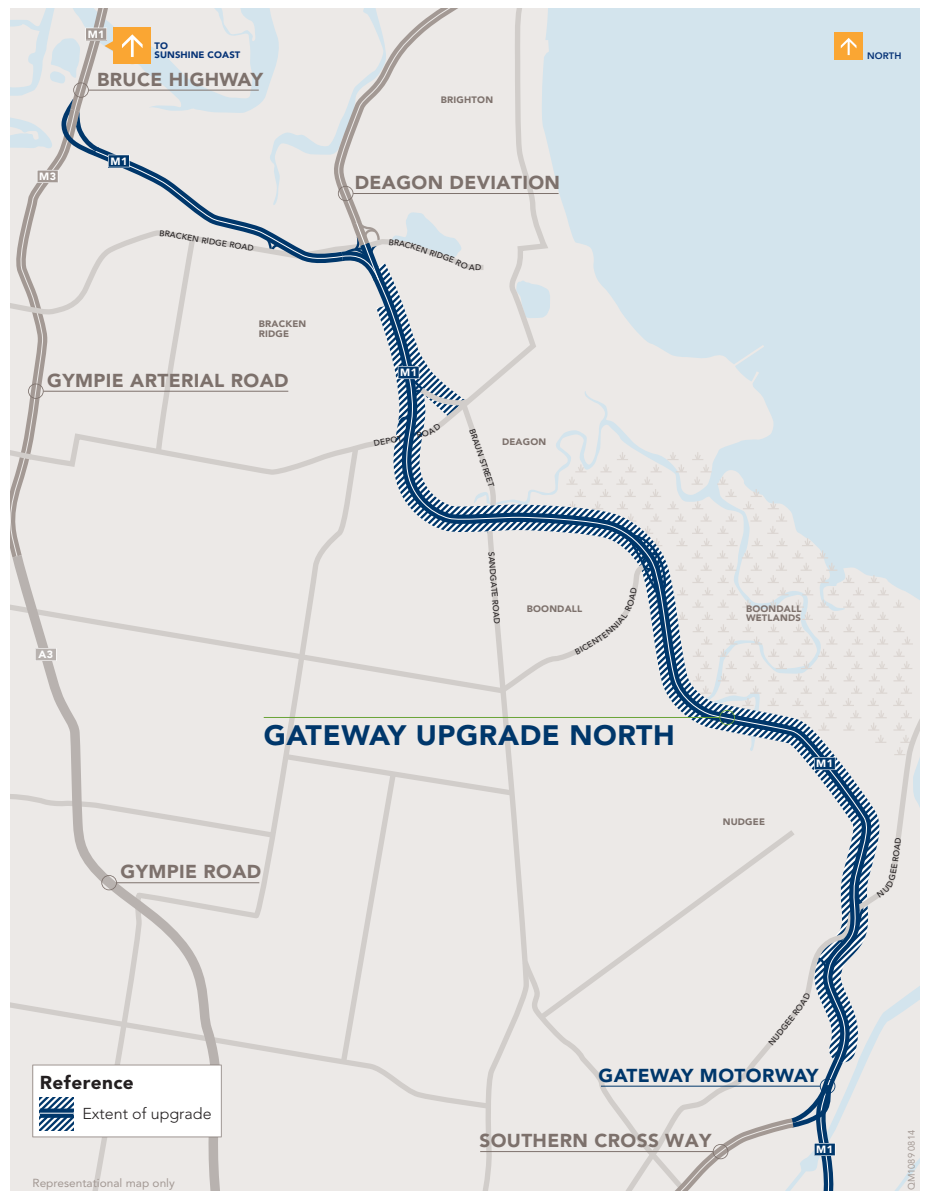 M1
TO
SUNSHINE COAST
NORTH
BRUCE HIGHWAY
BRIGHTON
M1
M3
DEAGON DEVIATION
BRACKEN RIDGE ROAD
BRACKEN RIDGE ROAD
BRACKEN
RIDGE
M1
GYMPIE ARTERIAL ROAD
DEPOT ROAD
BRAUN STREET
DEAGON
SANDGATE ROAD
BOONDALL
BICENTENNIAL ROAD
BOONDALL
WETLANDS
A3
GATEWAY UPGRADE NORTH
M1
NUDGEE
NUDGEE ROAD
GYMPIE ROAD
NUDGEE ROAD
GATEWAY MOTORWAY
Reference
Extent of upgrade
SOUTHERN CROSS WAY
M1
Representational map only
QM1089 0814